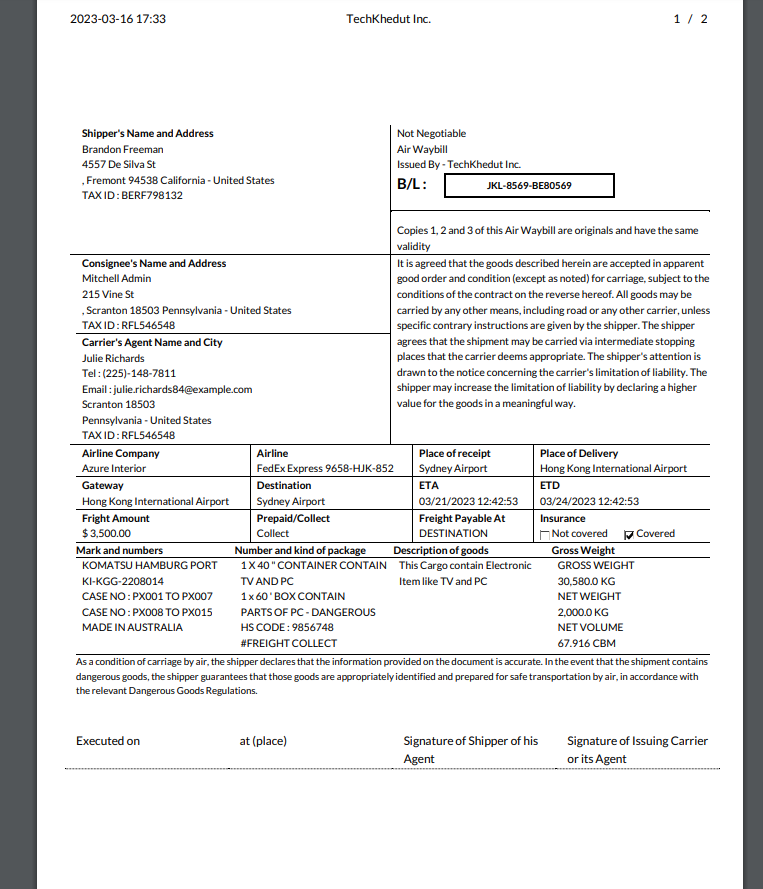 2023-03-16 17:33 TechKhedut Inc. 1 / 2
Shipper's Name and Address
Brandon Freeman
4557 De Silva St
, Fremont 94538 California - United States
TAX ID : BERF798132
Not Negotiable
Air Waybill
Issued By - TechKhedut Inc.
B/L : JKL-8569-BE80569
Copies 1, 2 and 3 of this Air Waybill are originals and have the same
validity
Consignee's Name and Address
Mitchell Admin
215 Vine St
, Scranton 18503 Pennsylvania - United States
TAX ID : RFL546548
Carrier's Agent Name and City
Julie Richards
Tel : (225)-148-7811
Email : julie.richards84@example.com
Scranton 18503
Pennsylvania - United States
TAX ID : RFL546548
It is agreed that the goods described herein are accepted in apparent
good order and condition (except as noted) for carriage, subject to the
conditions of the contract on the reverse hereof. All goods may be
carried by any other means, including road or any other carrier, unless
specific contrary instructions are given by the shipper. The shipper
agrees that the shipment may be carried via intermediate stopping
places that the carrier deems appropriate. The shipper's attention is
drawn to the notice concerning the carrier's limitation of liability. The
shipper may increase the limitation of liability by declaring a higher
value for the goods in a meaningful way.
Airline Company Airline Place of receipt Place of Delivery
Azure Interior FedEx Express 9658-HJK-852 Sydney Airport Hong Kong International Airport
Gateway Destination ETA ETD
Hong Kong International Airport Sydney Airport 03/21/2023 12:42:53 03/24/2023 12:42:53
Fright Amount Prepaid/Collect Freight Payable At Insurance
$ 3,500.00 Collect DESTINATION Not covered Covered
Mark and numbers Number and kind of package Description of goods Gross Weight
KOMATSU HAMBURG PORT 1 X 40 " CONTAINER CONTAIN This Cargo contain Electronic GROSS WEIGHT
KI-KGG-2208014 TV AND PC Item like TV and PC 30,580.0 KG
CASE NO : PX001 TO PX007 1 x 60 ' BOX CONTAIN NET WEIGHT
CASE NO : PX008 TO PX015 PARTS OF PC - DANGEROUS 2,000.0 KG
MADE IN AUSTRALIA HS CODE : 9856748 NET VOLUME
#FREIGHT COLLECT 67.916 CBM
As a condition of carriage by air, the shipper declares that the information provided on the document is accurate. In the event that the shipment contains
dangerous goods, the shipper guarantees that those goods are appropriately identified and prepared for safe transportation by air, in accordance with
the relevant Dangerous Goods Regulations.
Executed on at (place) Signature of Shipper of his Signature of Issuing Carrier
Agent or its Agent